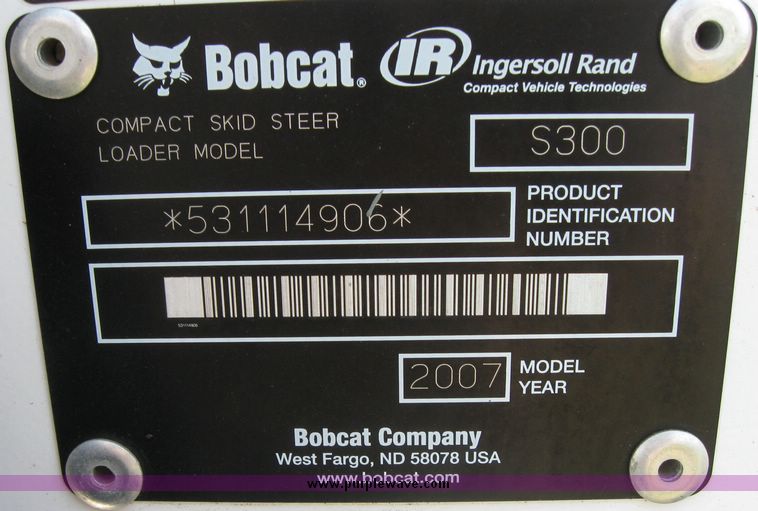 Bobcat®
IR Ingersoll Rand
Compact Vehicle Technologies
COMPACT SKID STEER
LOADER MODEL
S300
*531114906*
PRODUCT
IDENTIFICATION
NUMBER
531114906
2007
MODEL
YEAR
Bobcat Company
West Fargo, ND 58078 USA
www.bobcat.com
www.purplewave.com